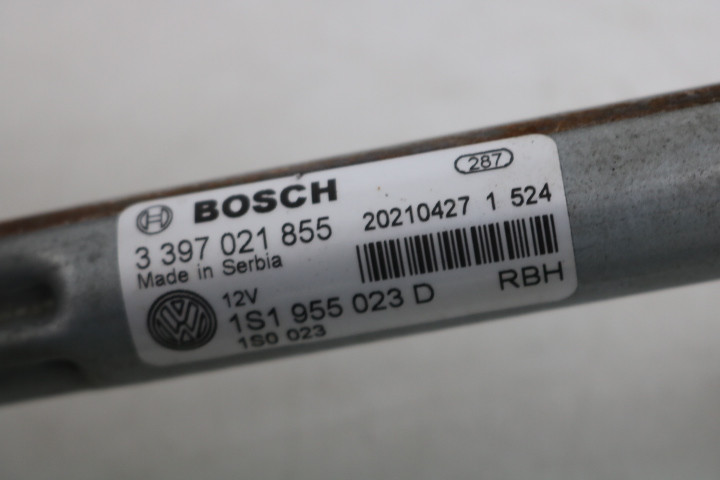 287
BOSCH
3 397 021 855
20210427 1 524
Made in Serbia
12V
RBH
1S1 955 023 D
1S0 023